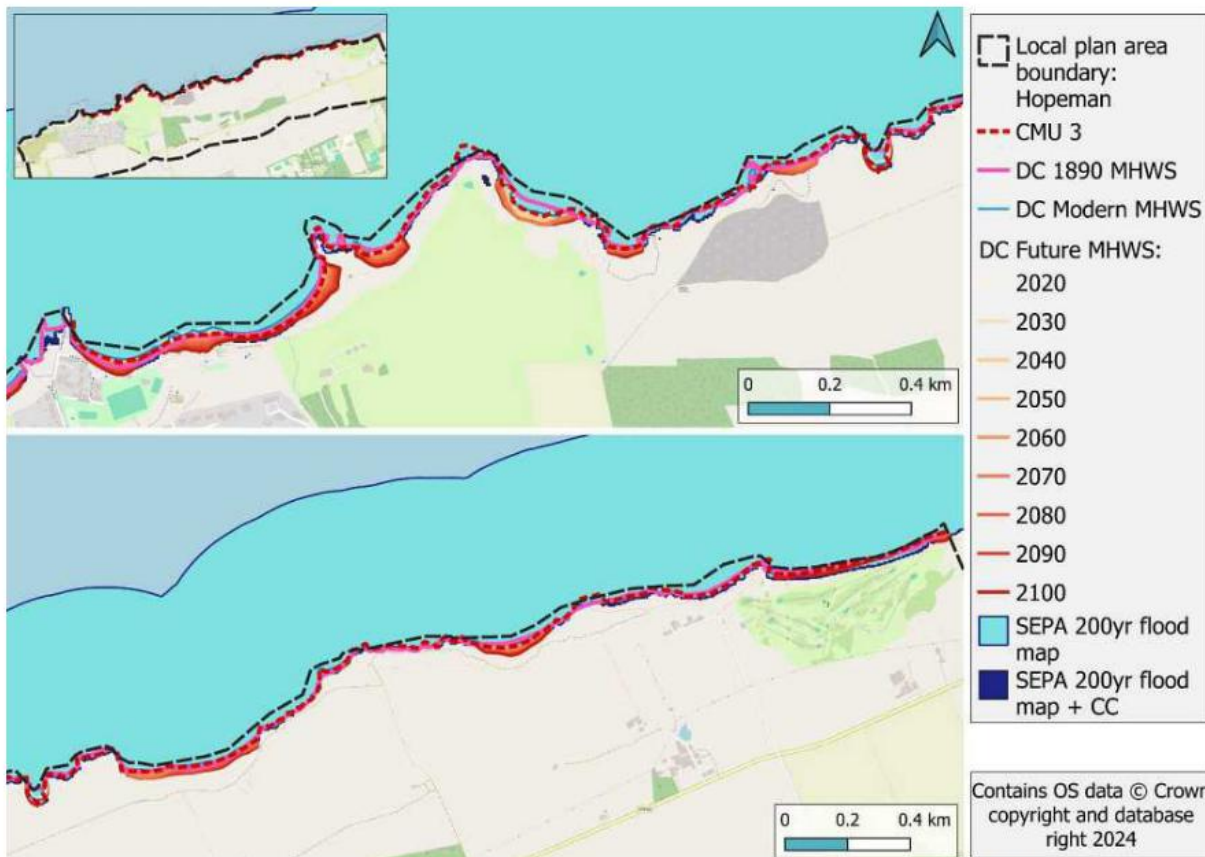 Local plan area
boundary:
Hopeman
CMU 3
DC 1890 MHWS
DC Modern MHWS
DC Future MHWS:
2020
2030
2040
2050
2060
2070
2080
2090
2100
SEPA 200yr flood
map
SEPA 200yr flood
map + CC
0 0.2 0.4 km
0 0.2 0.4 km
Contains OS data © Crown
copyright and database
right 2024